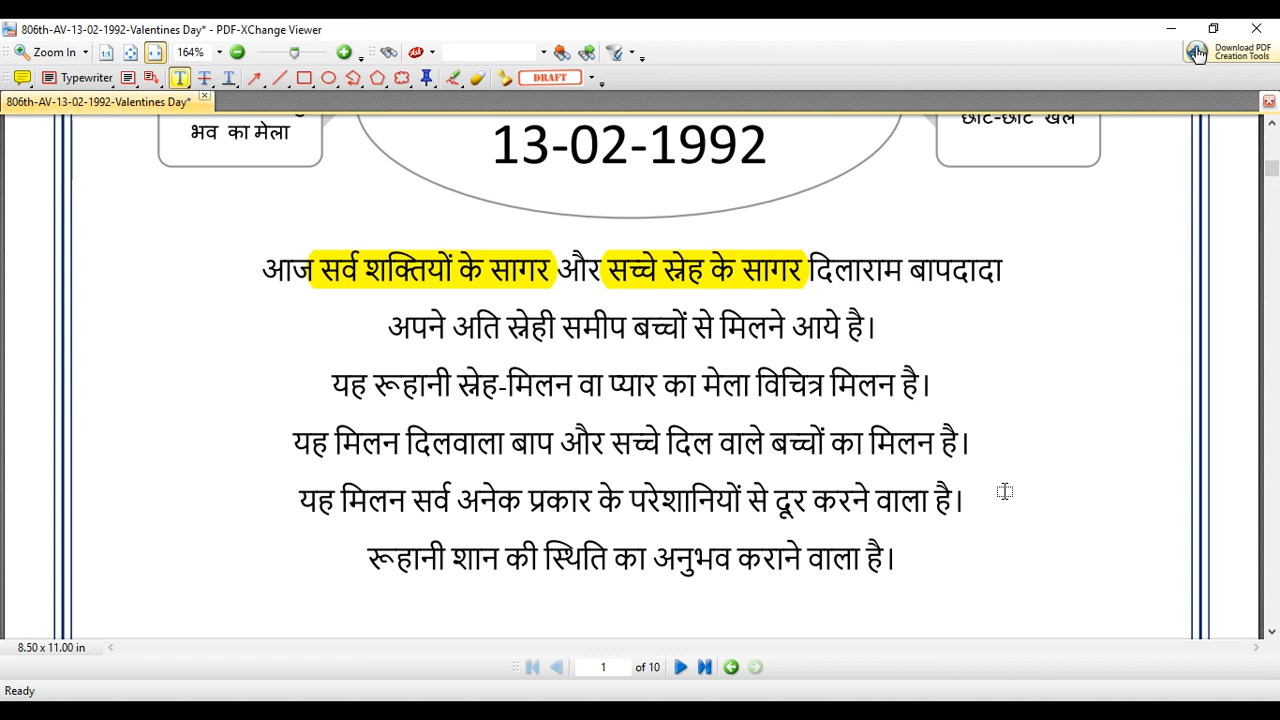 806th-AV-13-02-1992-Valentines Day* - PDF-XChange Viewer
Zoom In 164% Download PDF Creation Tools
Typewriter DRAFT
806th-AV-13-02-1992-Valentines Day*
भव का मेला
13-02-1992
छोटे-छोटे खेल
आज सर्व शक्तियों के सागर और सच्चे स्नेह के सागर दिलाराम बापदादा
अपने अति स्नेही समीप बच्चों से मिलने आये है।
यह रूहानी स्नेह-मिलन वा प्यार का मेला विचित्र मिलन है।
यह मिलन दिलवाला बाप और सच्चे दिल वाले बच्चों का मिलन है।
यह मिलन सर्व अनेक प्रकार के परेशानियों से दूर करने वाला है।
रूहानी शान की स्थिति का अनुभव कराने वाला है।
8.50 x 11.00 in
1 of 10
Ready